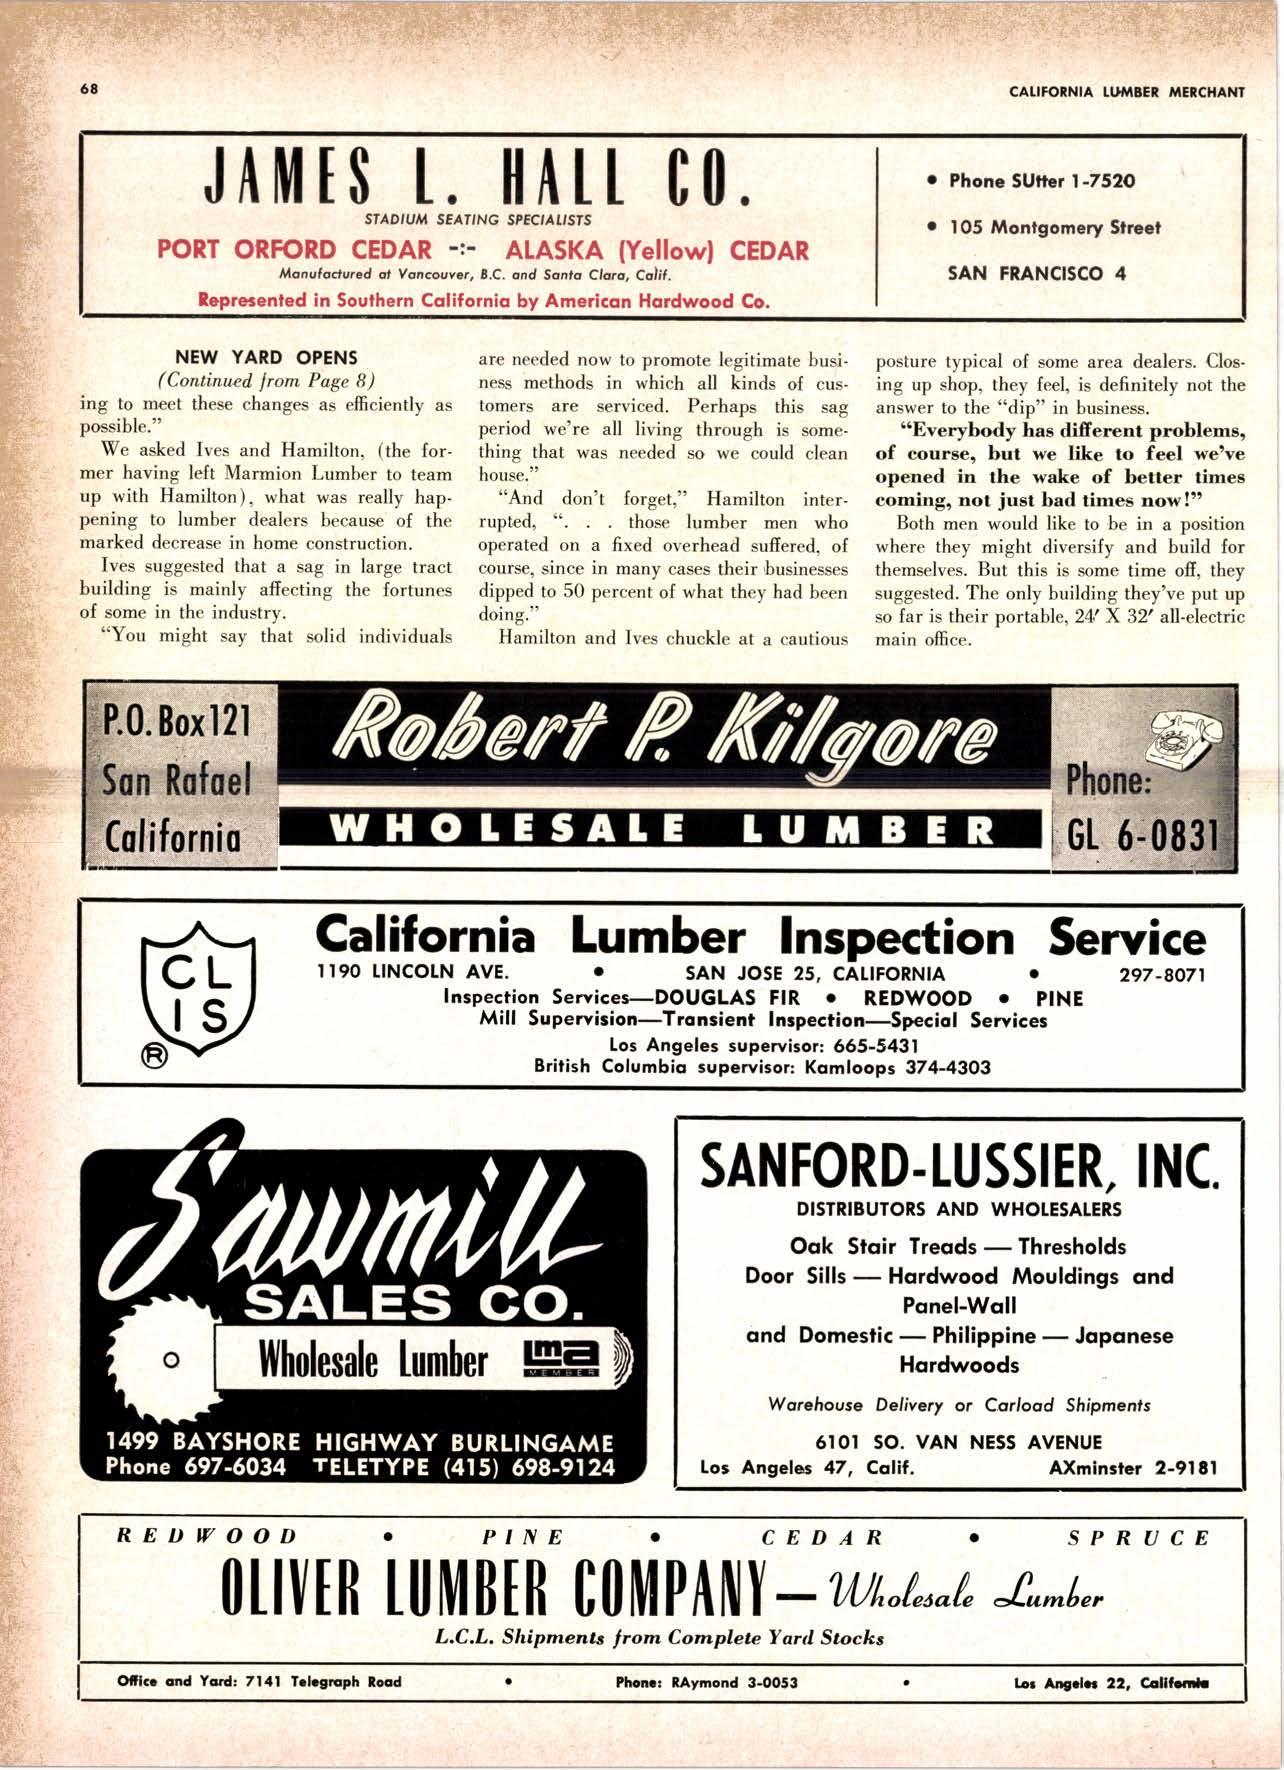 68
CALIFORNIA LUMBER MERCHANT
JAMES L. HALL CO.
STADIUM SEATING SPECIALISTS
PORT ORFORD CEDAR -:- ALASKA (Yellow) CEDAR
Manufactured at Vancouver, B.C. and Santa Clara, Calif.
Represented in Southern California by American Hardwood Co.
• Phone SUtter 1-7520
• 105 Montgomery Street
SAN FRANCISCO 4
NEW YARD OPENS
(Continued from Page 8)
ing to meet these changes as efficiently as
possible.”
We asked Ives and Hamilton, (the for-
mer having left Marmion Lumber to team
up with Hamilton), what was really hap-
pening to lumber dealers because of the
marked decrease in home construction.
Ives suggested that a sag in large tract
building is mainly affecting the fortunes
of some in the industry.
“You might say that solid individuals
are needed now to promote legitimate busi-
ness methods in which all kinds of cus-
tomers are serviced. Perhaps this sag
period we're all living through is some-
thing that was needed so we could clean
house.”
“And don't forget,” Hamilton inter-
rupted, “. . . those lumber men who
operated on a fixed overhead suffered, of
course, since in many cases their businesses
dipped to 50 percent of what they had been
doing.”
Hamilton and Ives chuckle at a cautious
posture typical of some area dealers. Clos-
ing up shop, they feel, is definitely not the
answer to the “dip” in business.
“Everybody has different problems,
of course, but we like to feel we've
opened in the wake of better times
coming, not just bad times now!”
Both men would like to be in a position
where they might diversify and build for
themselves. But this is some time off, they
suggested. The only building they've put up
so far is their portable, 24' X 32' all-electric
main office.
P.O. Box 121
San Rafael
California
Robert P. Kilgore
WHOLESALE LUMBER
Phone:
GL 6-0831
CL
IS
®
California Lumber Inspection Service
1190 LINCOLN AVE. • SAN JOSE 25, CALIFORNIA • 297-8071
Inspection Services—DOUGLAS FIR • REDWOOD • PINE
Mill Supervision—Transient Inspection—Special Services
Los Angeles supervisor: 665-5431
British Columbia supervisor: Kamloops 374-4303
Sawmill
SALES CO.
Wholesale Lumber
lma
MEMBER
1499 BAYSHORE HIGHWAY BURLINGAME
Phone 697-6034 TELETYPE (415) 698-9124
SANFORD-LUSSIER, INC.
DISTRIBUTORS AND WHOLESALERS
Oak Stair Treads — Thresholds
Door Sills — Hardwood Mouldings and
Panel-Wall
and Domestic — Philippine — Japanese
Hardwoods
Warehouse Delivery or Carload Shipments
6101 SO. VAN NESS AVENUE
Los Angeles 47, Calif. AXminster 2-9181
REDWOOD • PINE • CEDAR • SPRUCE
OLIVER LUMBER COMPANY — Wholesale Lumber
L.C.L. Shipments from Complete Yard Stocks
Office and Yard: 7141 Telegraph Road • Phone: RAymond 3-0053 • Los Angeles 22, California